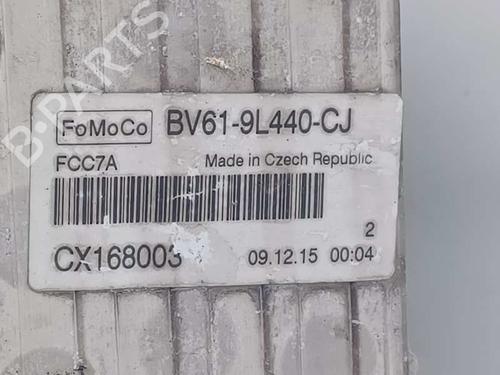 B-PARTS
FoMoCo BV61-9L440-CJ
FCC7A Made in Czech Republic
2
CX168003 09.12.15 00:04